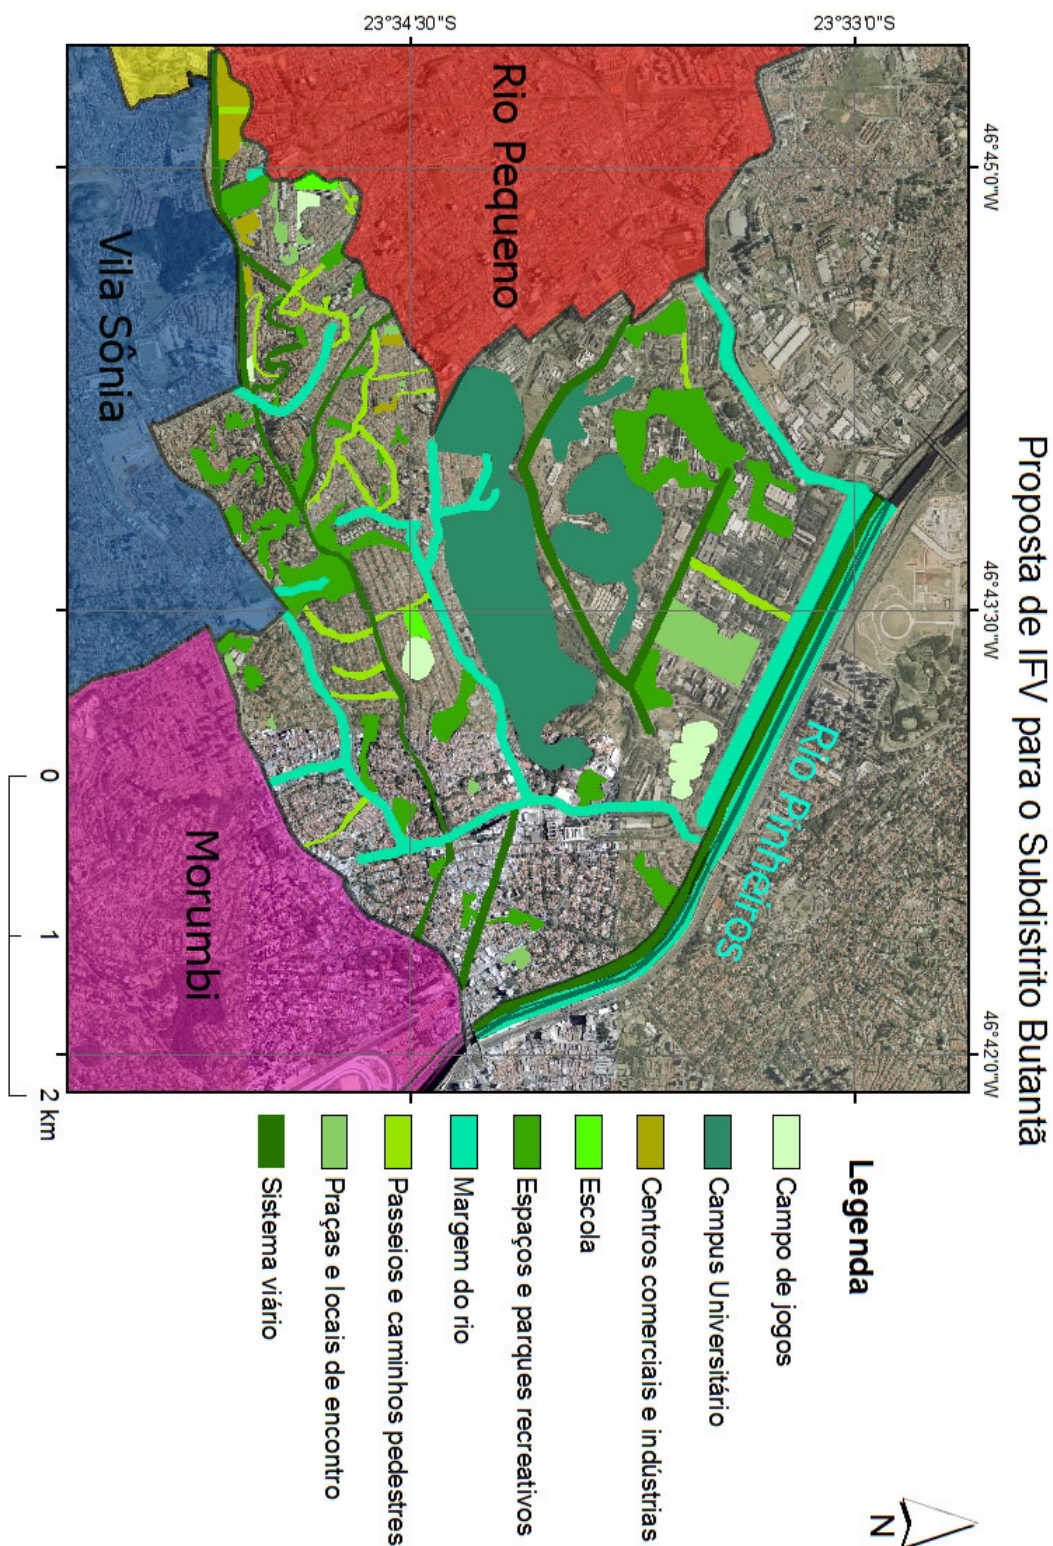 Proposta de IFV para o Subdistrito Butantã
46°45'0"W
46°43'30"W
46°42'0"W
23°33'0"S
23°34'30"S
Rio Pequeno
Rio Pinheiros
Vila Sônia
Morumbi
0
1
2 km
N
Legenda
Campo de jogos
Campus Universitário
Centros comerciais e indústrias
Escola
Espaços e parques recreativos
Margem do rio
Passeios e caminhos pedestres
Praças e locais de encontro
Sistema viário